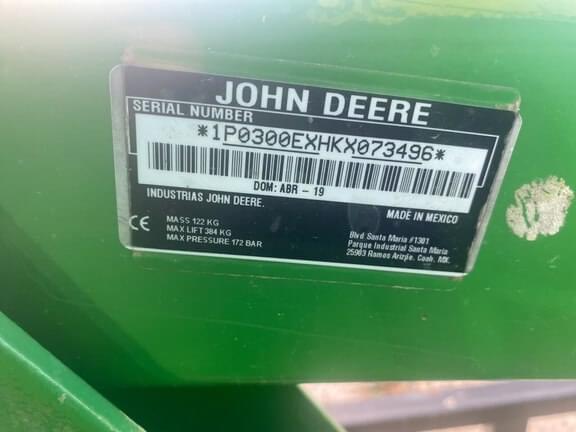 JOHN DEERE
SERIAL NUMBER
*1P0300EXHKX073496*
DOM: ABR - 19
INDUSTRIAS JOHN DEERE.
MADE IN MEXICO
CE
MASS 122 KG
MAX LIFT 384 KG
MAX PRESSURE 172 BAR
Blvd Santa Maria #1301
Parque Industrial Santa Maria
25903 Ramos Arizpe. Coah. MX.